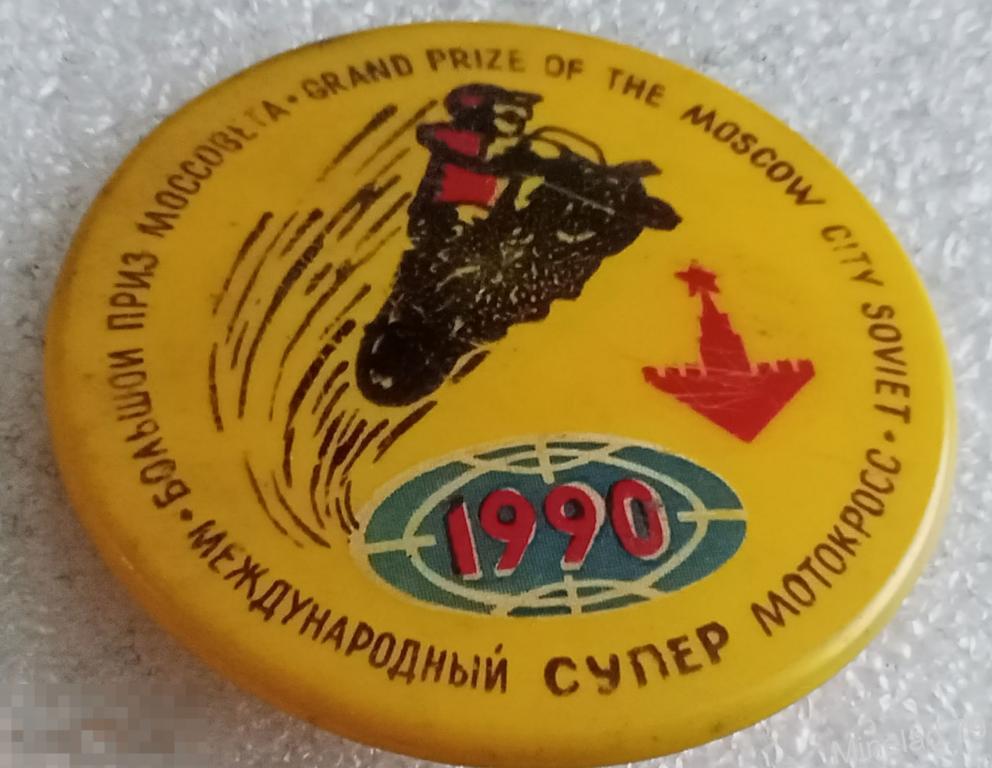 БОЛЬШОЙ ПРИЗ МОССОВЕТА • GRAND PRIZE OF THE MOSCOW CITY SOVIET •
МЕЖДУНАРОДНЫЙ СУПЕР МОТОКРОСС •
1990